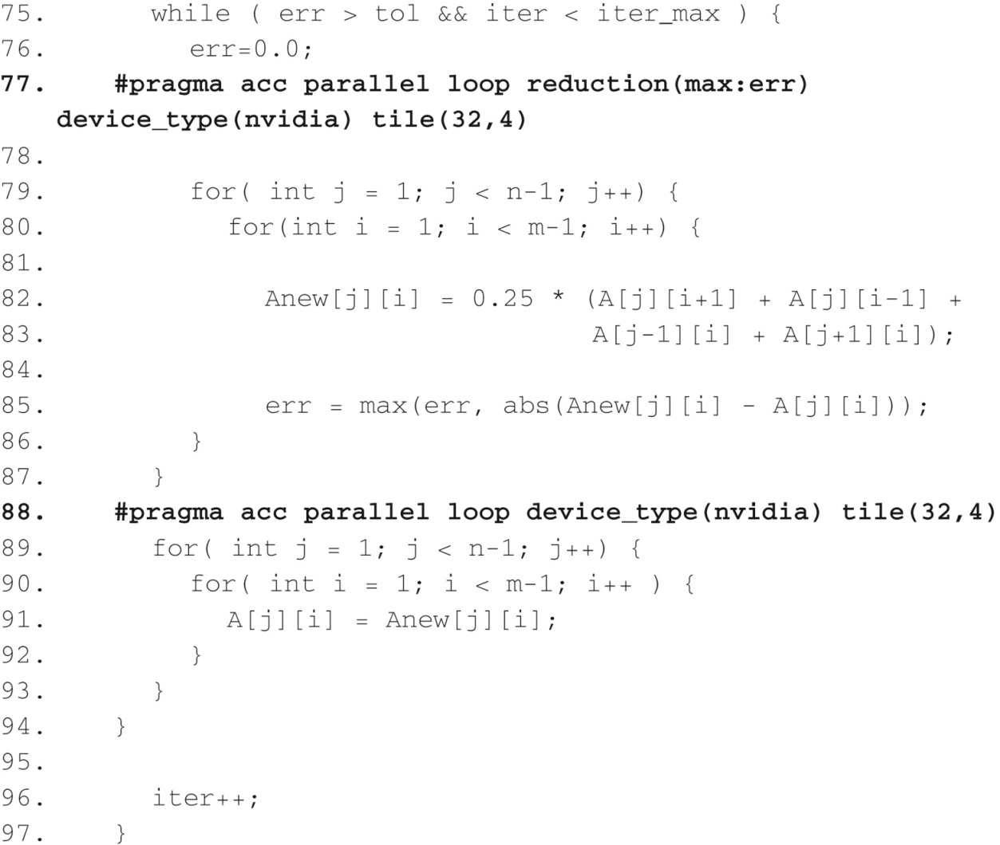 75.       while ( err > tol && iter < iter_max ) {
76.         err=0.0;
77.     #pragma acc parallel loop reduction(max:err)
   device_type(nvidia) tile(32,4)
78.
79.         for( int j = 1; j < n-1; j++) {
80.           for(int i = 1; i < m-1; i++) {
81.
82.             Anew[j][i] = 0.25 * (A[j][i+1] + A[j][i-1] +
83.                              A[j-1][i] + A[j+1][i]);
84.
85.             err = max(err, abs(Anew[j][i] - A[j][i]));
86.         }
87.       }
88.     #pragma acc parallel loop device_type(nvidia) tile(32,4)
89.       for( int j = 1; j < n-1; j++) {
90.         for( int i = 1; i < m-1; i++ ) {
91.           A[j][i] = Anew[j][i];
92.         }
93.       }
94.     }
95.
96.       iter++;
97.     }